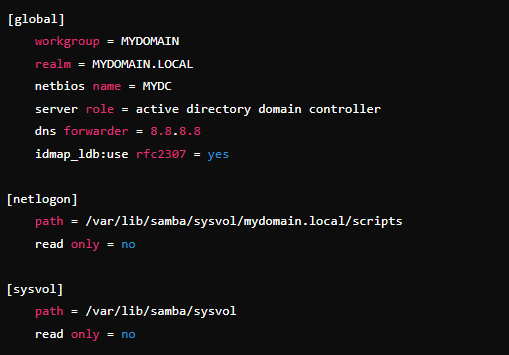 [global]
workgroup = MYDOMAIN
realm = MYDOMAIN.LOCAL
netbios name = MYDC
server role = active directory domain controller
dns forwarder = 8.8.8.8
idmap_ldb:use rfc2307 = yes
[netlogon]
path = /var/lib/samba/sysvol/mydomain.local/scripts
read only = no
[sysvol]
path = /var/lib/samba/sysvol
read only = no